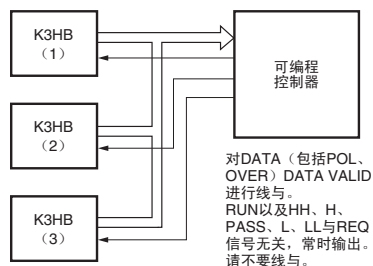 K3HB
（1）
K3HB
（2）
K3HB
（3）
可编程
控制器
对DATA（包括POL、
OVER）DATA VALID
进行线与。
RUN以及HH、H、
PASS、L、LL与REQ
信号无关，常时输出。
请不要线与。